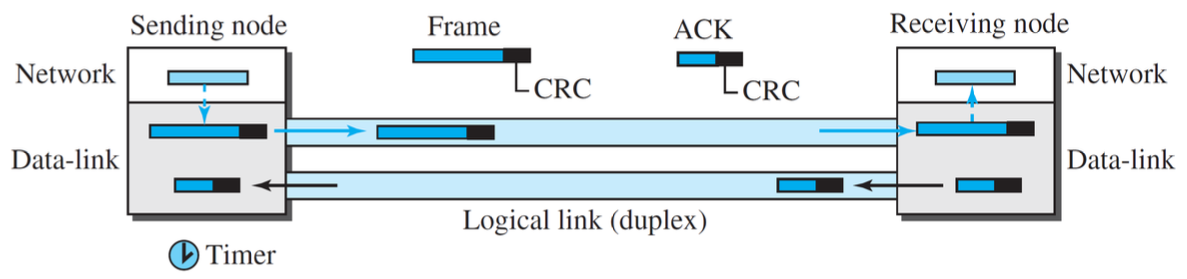 Sending node
Frame
ACK
Receiving node
Network
Network
CRC
CRC
Data-link
Data-link
Logical link (duplex)
Timer